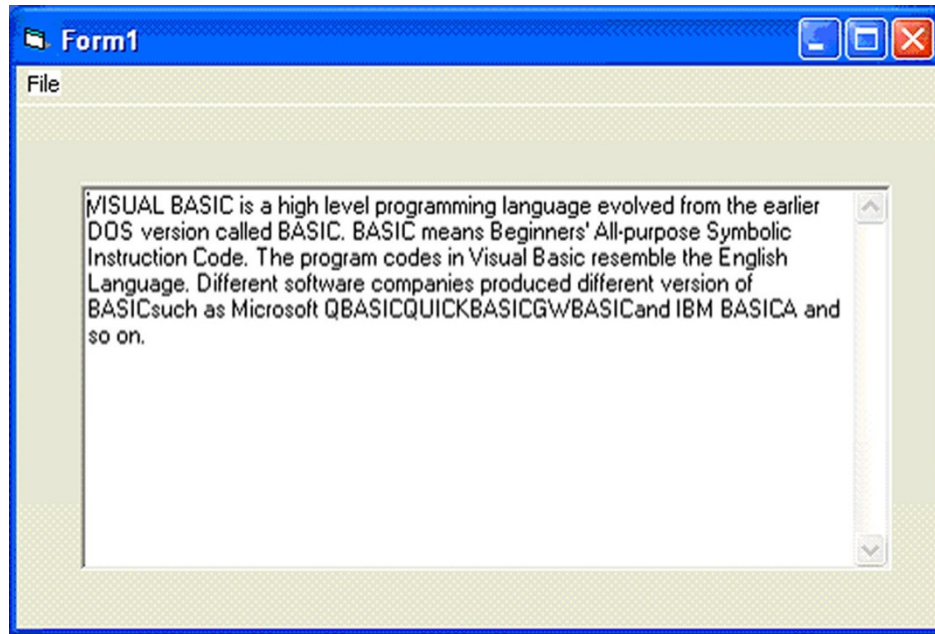 Form1
File
VISUAL BASIC is a high level programming language evolved from the earlier
DOS version called BASIC. BASIC means Beginners' All-purpose Symbolic
Instruction Code. The program codes in Visual Basic resemble the English
Language. Different software companies produced different version of
BASICsuch as Microsoft QBASICQUICKBASICGWBASICand IBM BASICA and
so on.